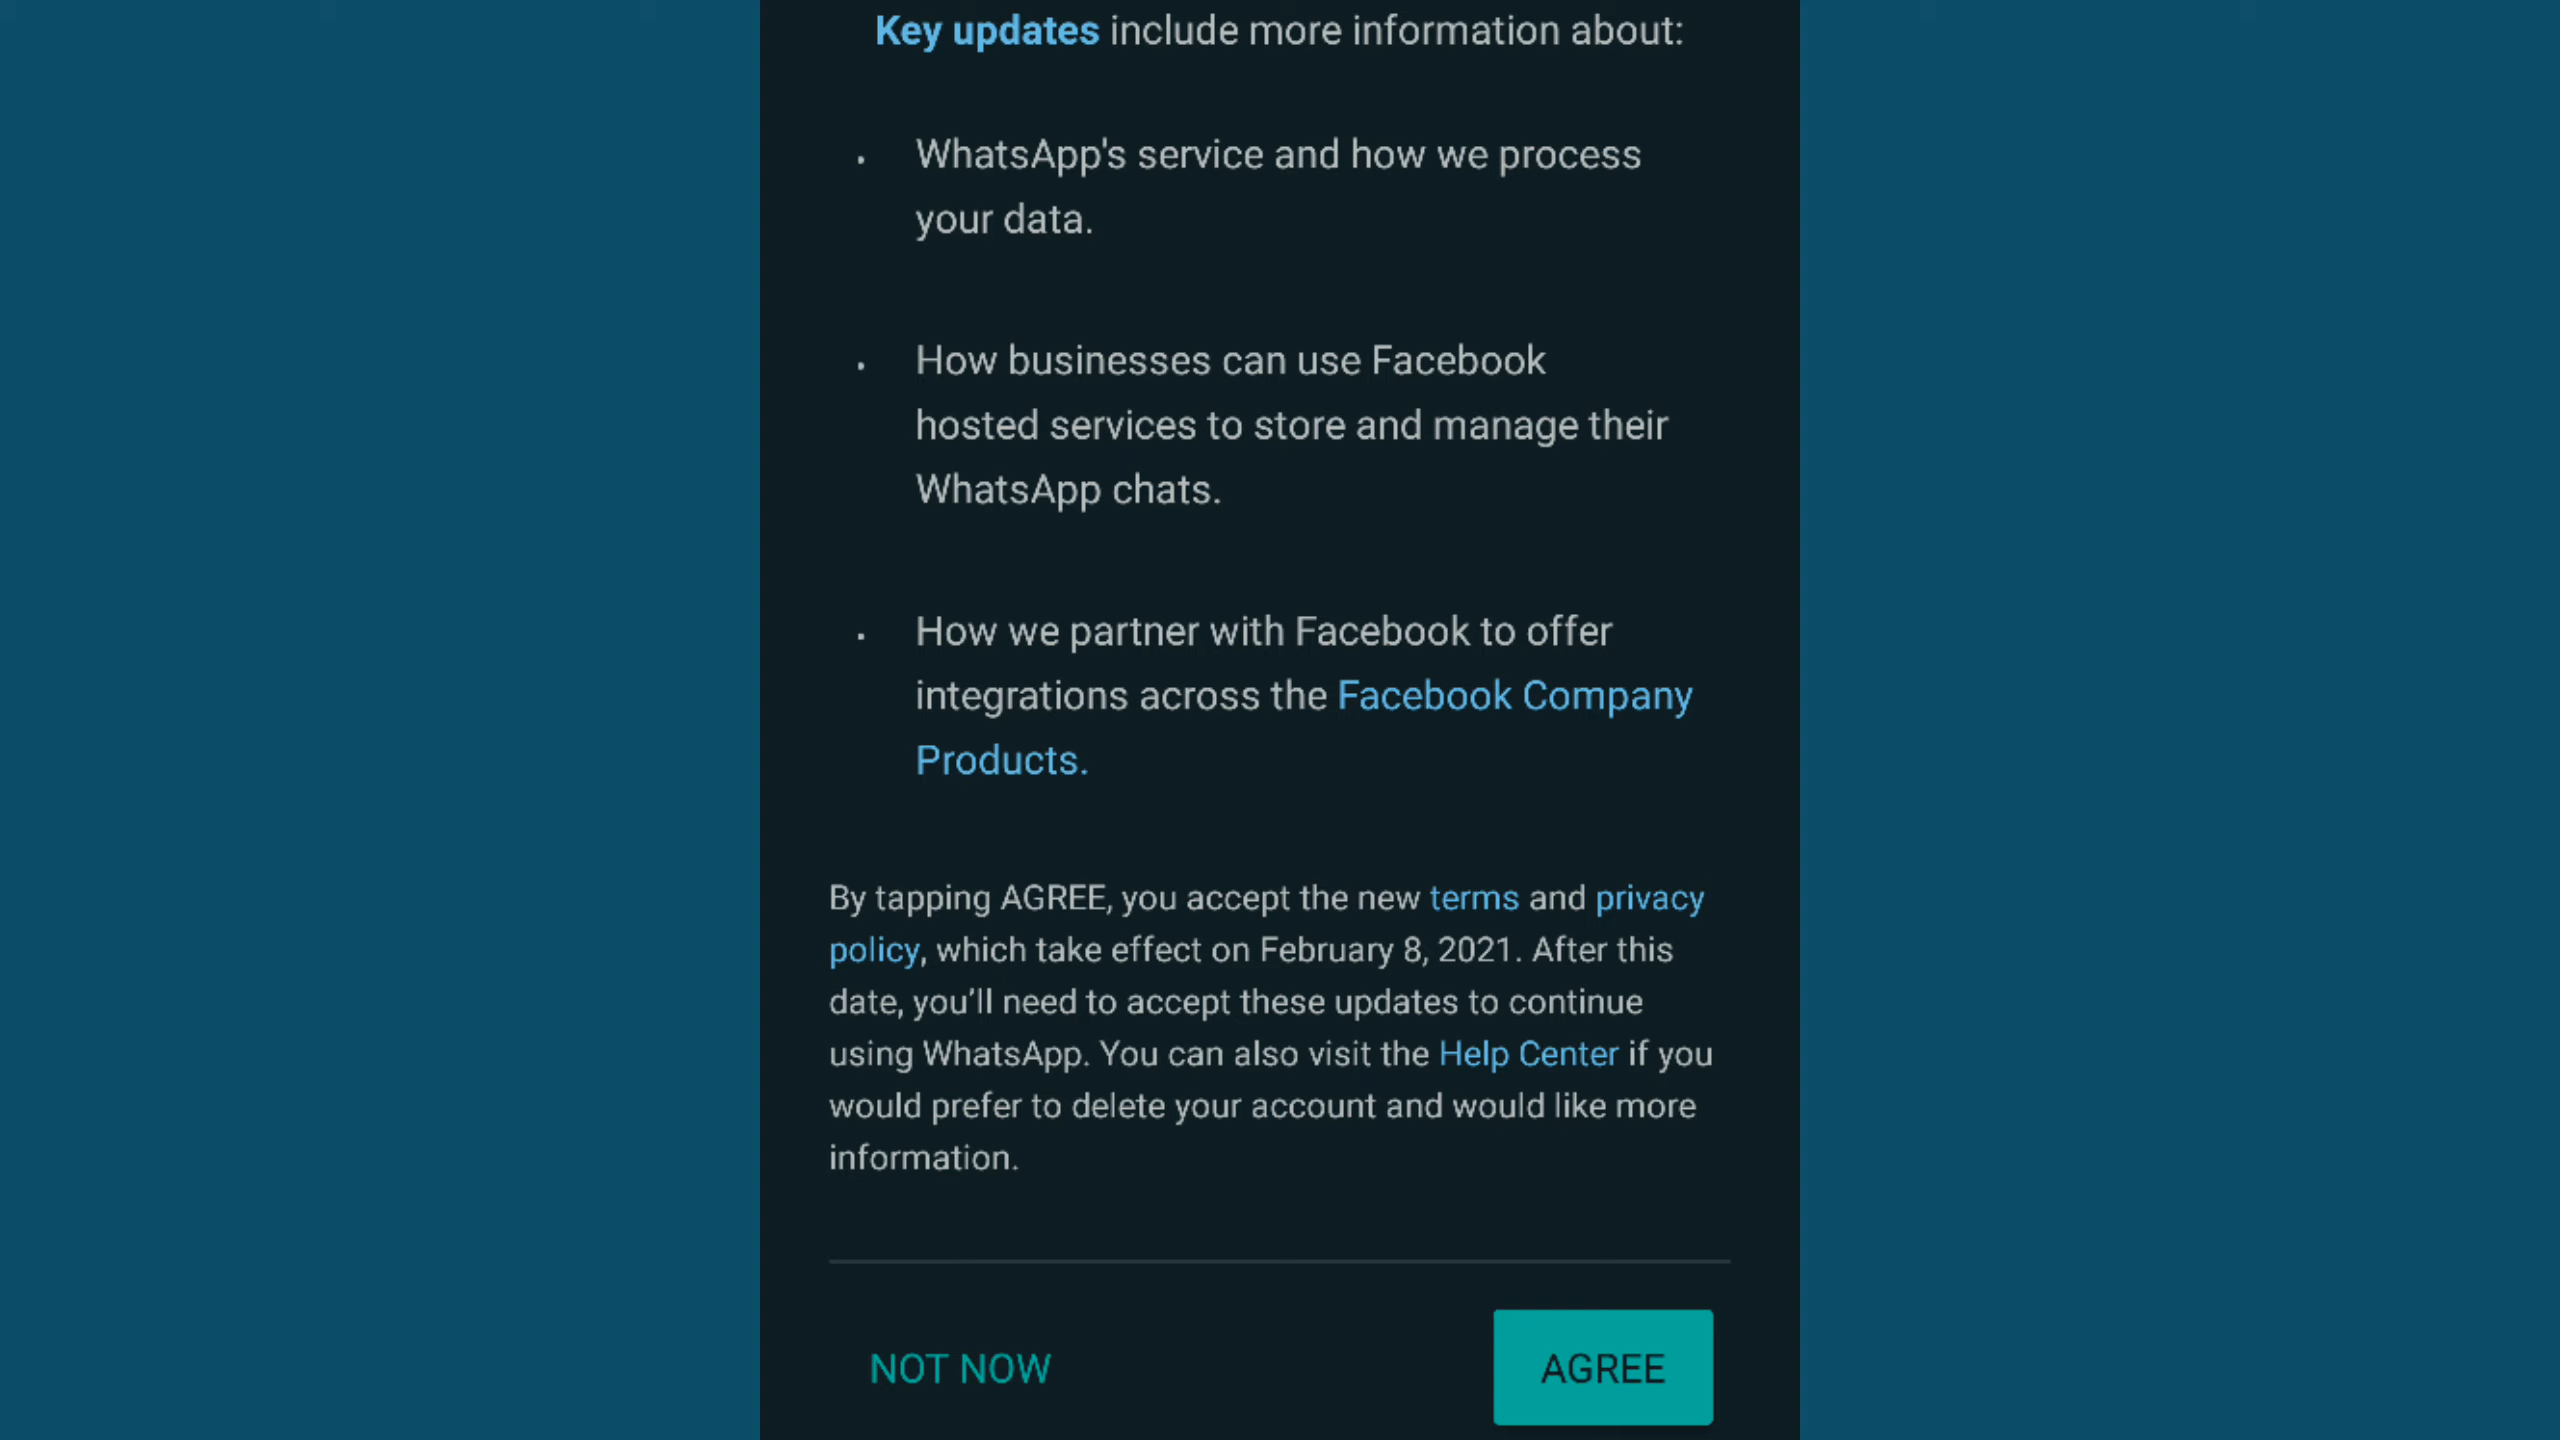 Key updates include more information about:
· WhatsApp's service and how we process
your data.
· How businesses can use Facebook
hosted services to store and manage their
WhatsApp chats.
· How we partner with Facebook to offer
integrations across the Facebook Company
Products.
By tapping AGREE, you accept the new terms and privacy
policy, which take effect on February 8, 2021. After this
date, you’ll need to accept these updates to continue
using WhatsApp. You can also visit the Help Center if you
would prefer to delete your account and would like more
information.
NOT NOW
AGREE